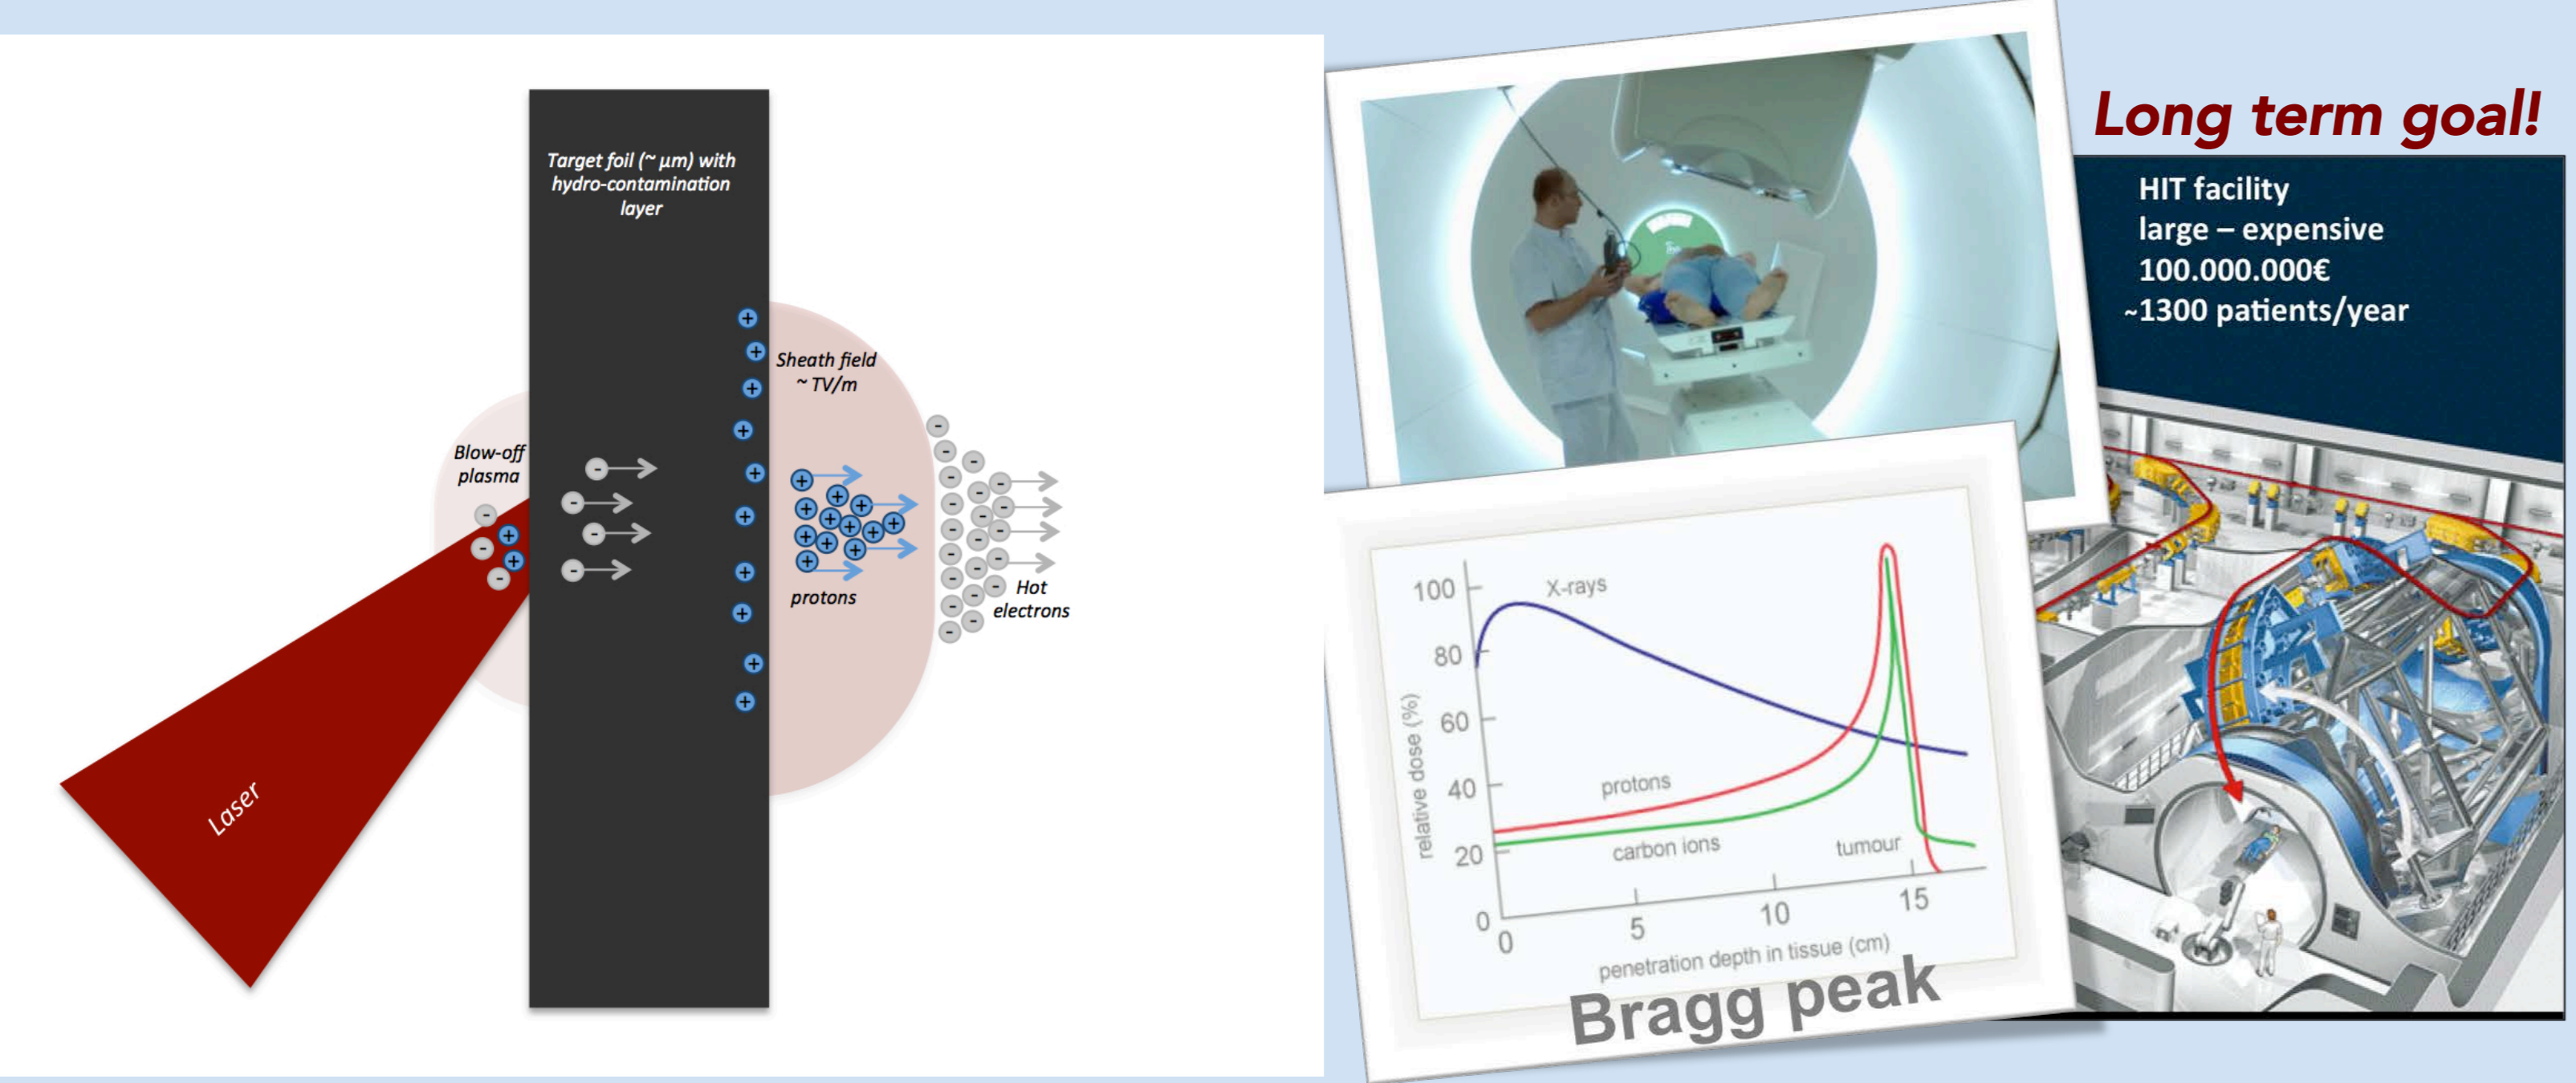 Target foil (~ μm) with
hydro-contamination
layer
Sheath field
~ TV/m
Blow-off
plasma
protons
Hot
electrons
Laser
Long term goal!
HIT facility
large – expensive
100.000.000€
~1300 patients/year
100
80
60
40
20
0
relative dose (%)
X-rays
protons
carbon ions
tumour
0
5
10
15
penetration depth in tissue (cm)
Bragg peak